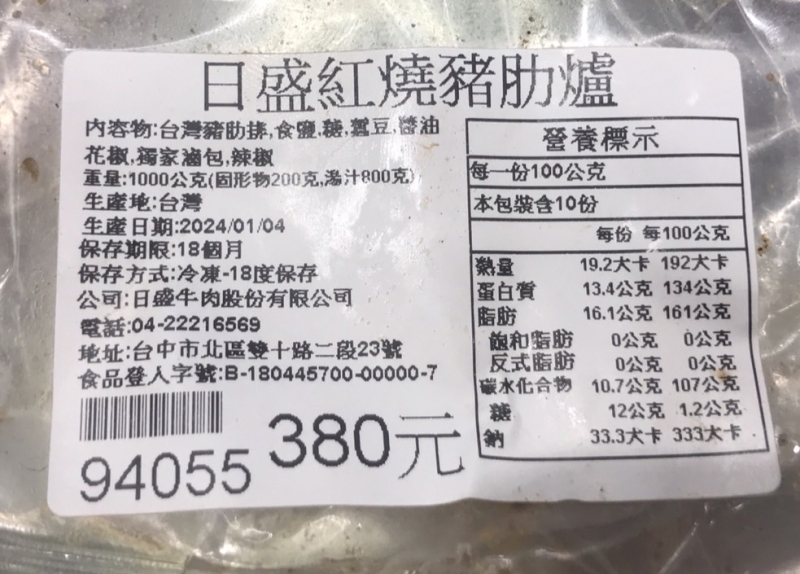 日盛紅燒豬肋爐
內容物:台灣豬肋排,食鹽,糖,蠶豆,醬油
花椒,獨家滷包,辣椒
重量:1000公克(固形物200克,湯汁800克)
生產地:台灣
生產日期:2024/01/04
保存期限:18個月
保存方式:冷凍-18度保存
公司:日盛牛肉股份有限公司
電話:04-22216569
地址:台中市北區雙十路二段23號
食品登入字號:B-180445700-00000-7
94055
380元
營養標示
每一份100公克
本包裝含10份
每份 每100公克
熱量 19.2大卡 192大卡
蛋白質 13.4公克 134公克
脂肪 16.1公克 161公克
飽和脂肪 0公克 0公克
反式脂肪 0公克 0公克
碳水化合物 10.7公克 107公克
糖 12公克 1.2公克
鈉 33.3大卡 333大卡